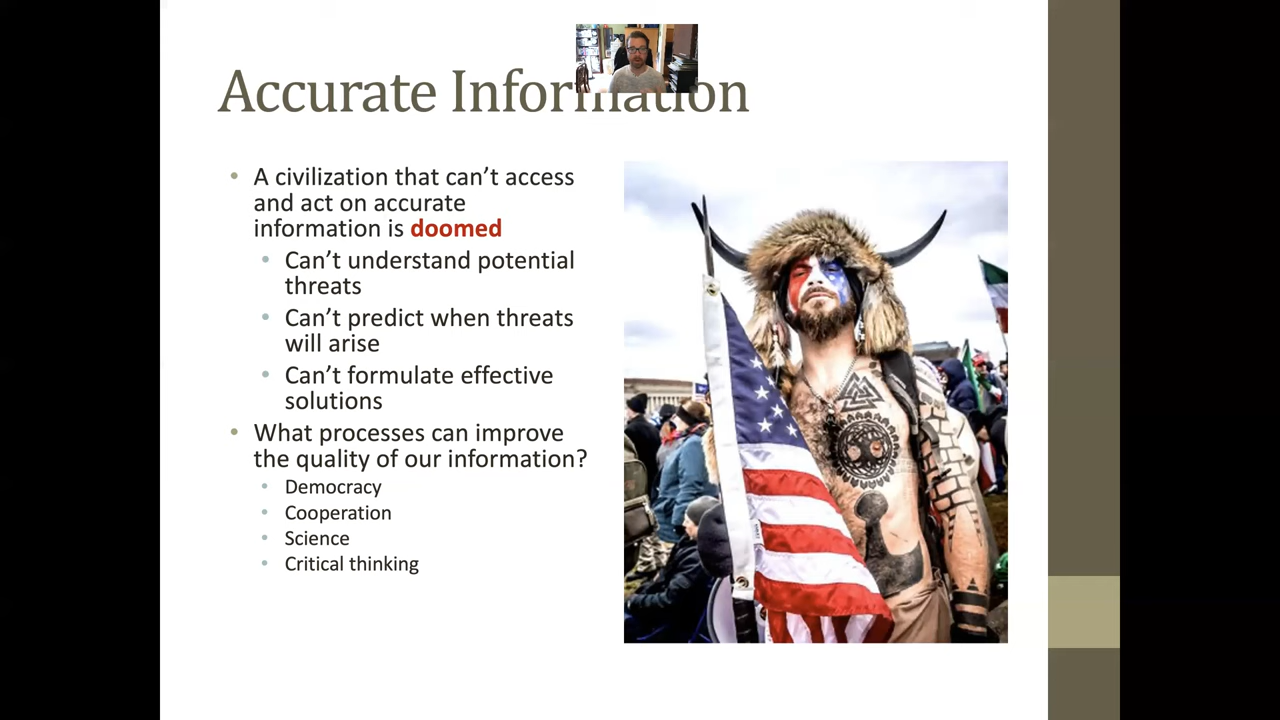 Accurate Information
• A civilization that can’t access
and act on accurate
information is doomed
• Can’t understand potential
threats
• Can’t predict when threats
will arise
• Can’t formulate effective
solutions
• What processes can improve
the quality of our information?
• Democracy
• Cooperation
• Science
• Critical thinking